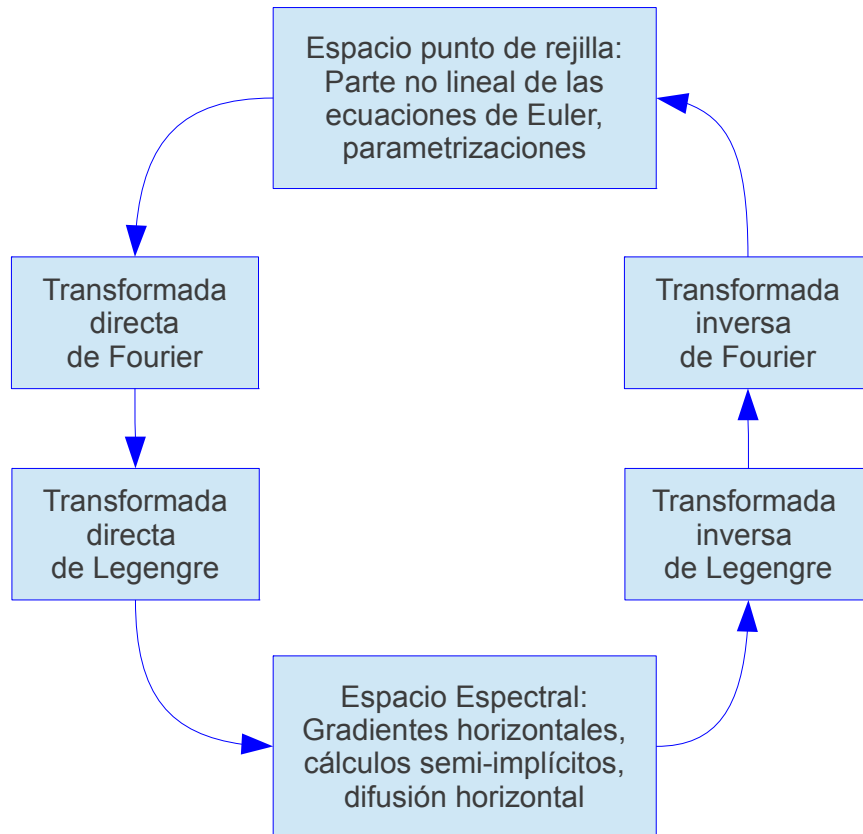 Espacio punto de rejilla:
Parte no lineal de las
ecuaciones de Euler,
parametrizaciones
Transformada
directa
de Fourier
Transformada
inversa
de Fourier
Transformada
directa
de Legengre
Transformada
inversa
de Legengre
Espacio Espectral:
Gradientes horizontales,
cálculos semi-implícitos,
difusión horizontal